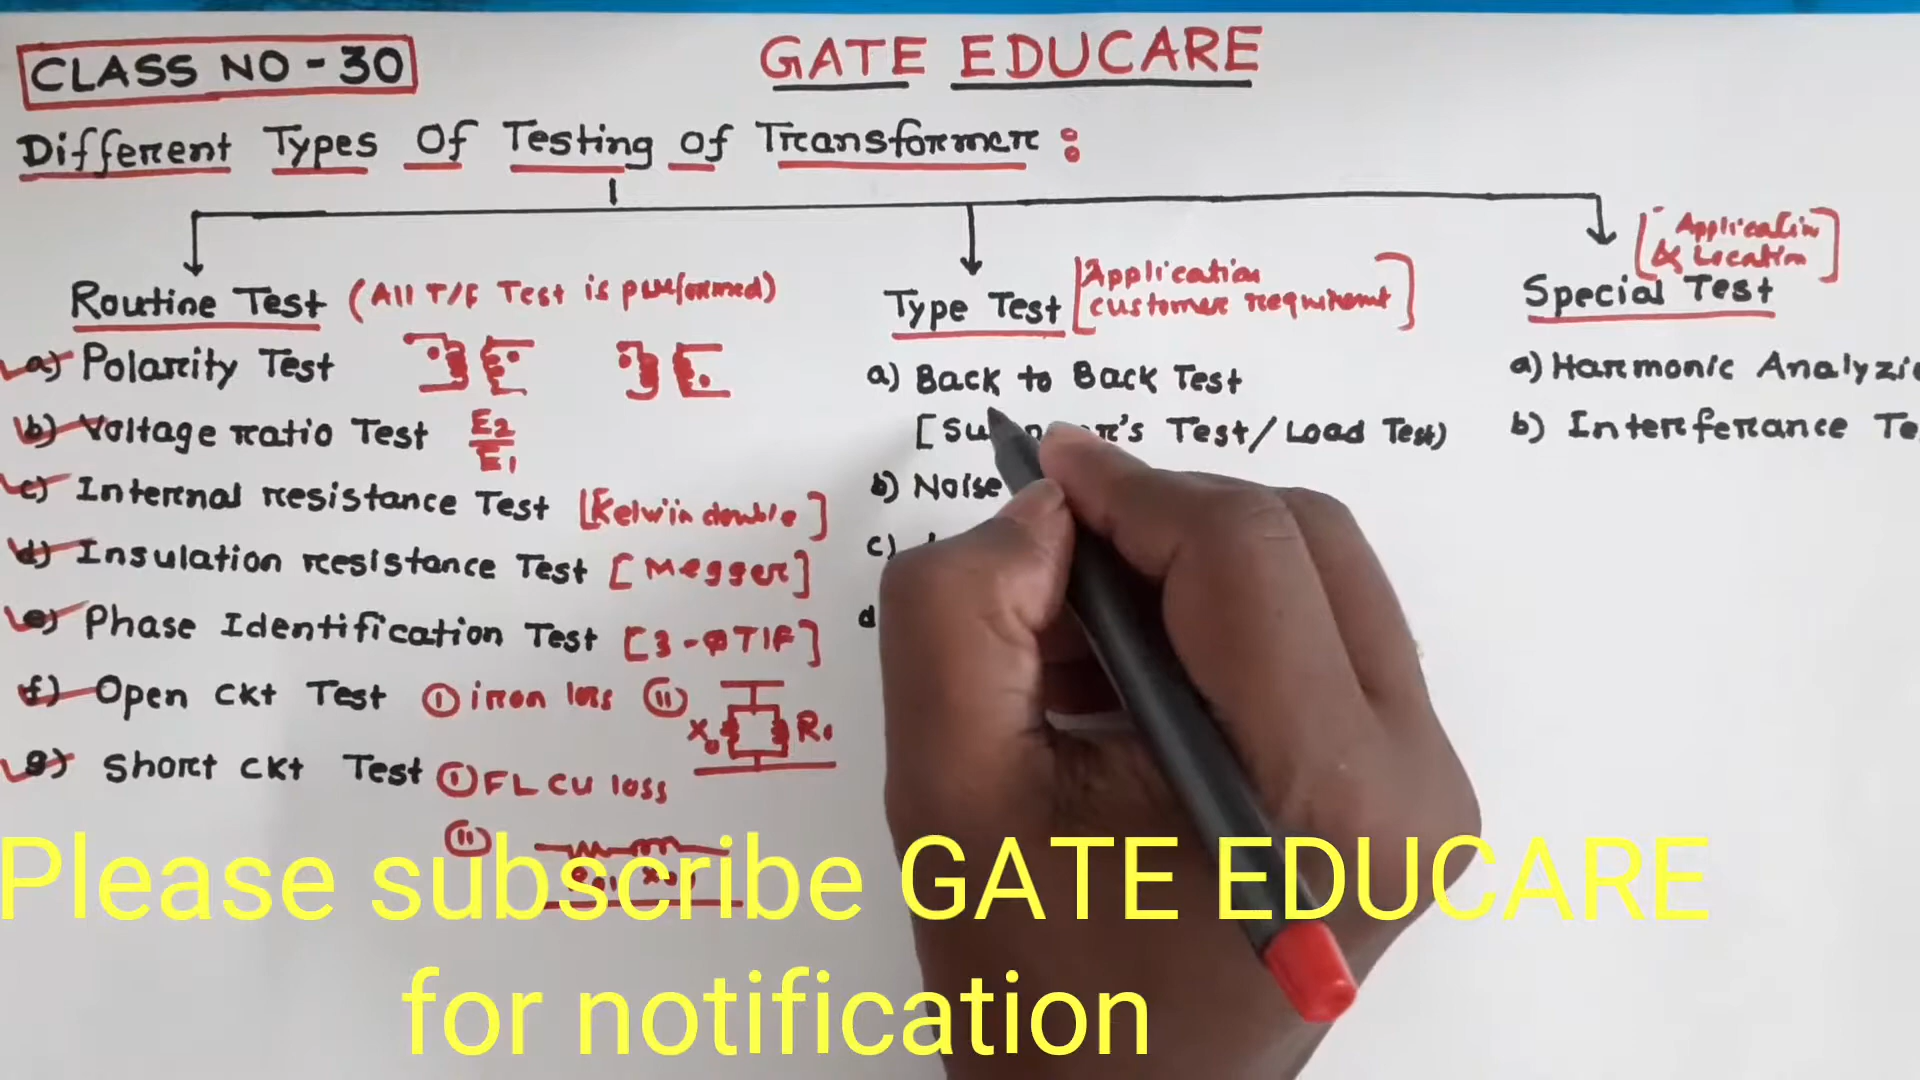 CLASS NO - 30
GATE EDUCARE
Different Types Of Testing of Transformer :
Routine Test (All T/F Test is performed)
a) Polarity Test
b) Voltage ratio Test E2/E1
c) Internal resistance Test [Kelwin double]
d) Insulation resistance Test [Megger]
e) Phase Identification Test [3-φ T/F]
f) Open ckt Test (i) iron loss (ii) X0 R0
g) Short ckt Test (i) FL CU loss
(ii)
Type Test [Application customer requiremt]
a) Back to Back Test
Test/Load Test)
b) Noise
c)
d
Special Test [Application & Location]
a) Harmonic
b) Interferance
Please subscribe GATE EDUCARE
for notification